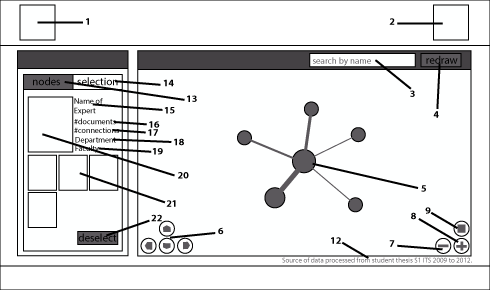 1
2
search by name
redraw
3
4
nodes
selection
14
13
Name of
Expert
15
#documents
16
#connections
17
Department
18
Faculty
19
20
21
22
deselect
5
6
7
8
9
12
Source of data processed from student thesis S1 ITS 2009 to 2012.